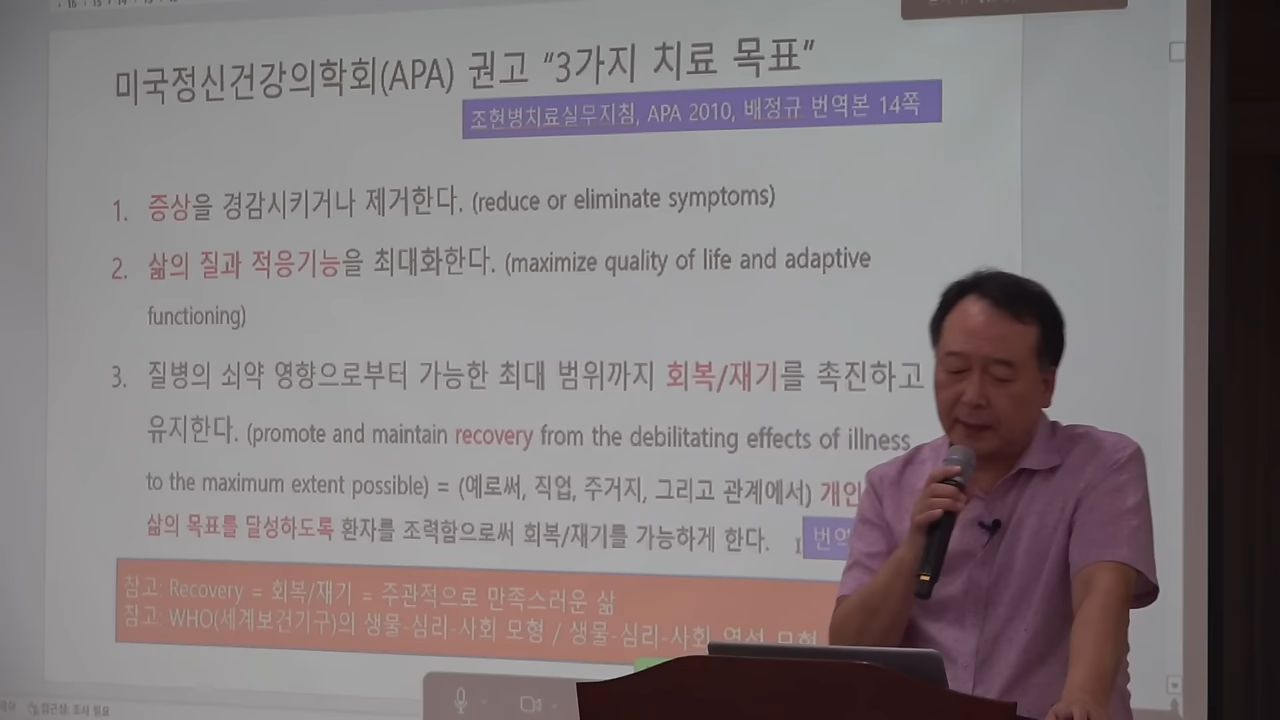 미국정신건강의학회(APA) 권고 “3가지 치료 목표”
조현병치료실무지침, APA 2010, 배정규 번역본 14쪽
1. 증상을 경감시키거나 제거한다. (reduce or eliminate symptoms)
2. 삶의 질과 적응기능을 최대화한다. (maximize quality of life and adaptive
functioning)
3. 질병의 쇠약 영향으로부터 가능한 최대 범위까지 회복/재기를 촉진하고
유지한다. (promote and maintain recovery from the debilitating effects of illness
to the maximum extent possible) = (예로써, 직업, 주거지, 그리고 관계에서) 개인
삶의 목표를 달성하도록 환자를 조력함으로써 회복/재기를 가능하게 한다.
번역
참고: Recovery = 회복/재기 = 주관적으로 만족스러운 삶
참고: WHO(세계보건기구)의 생물-심리-사회 모형 / 생물-심리-사회